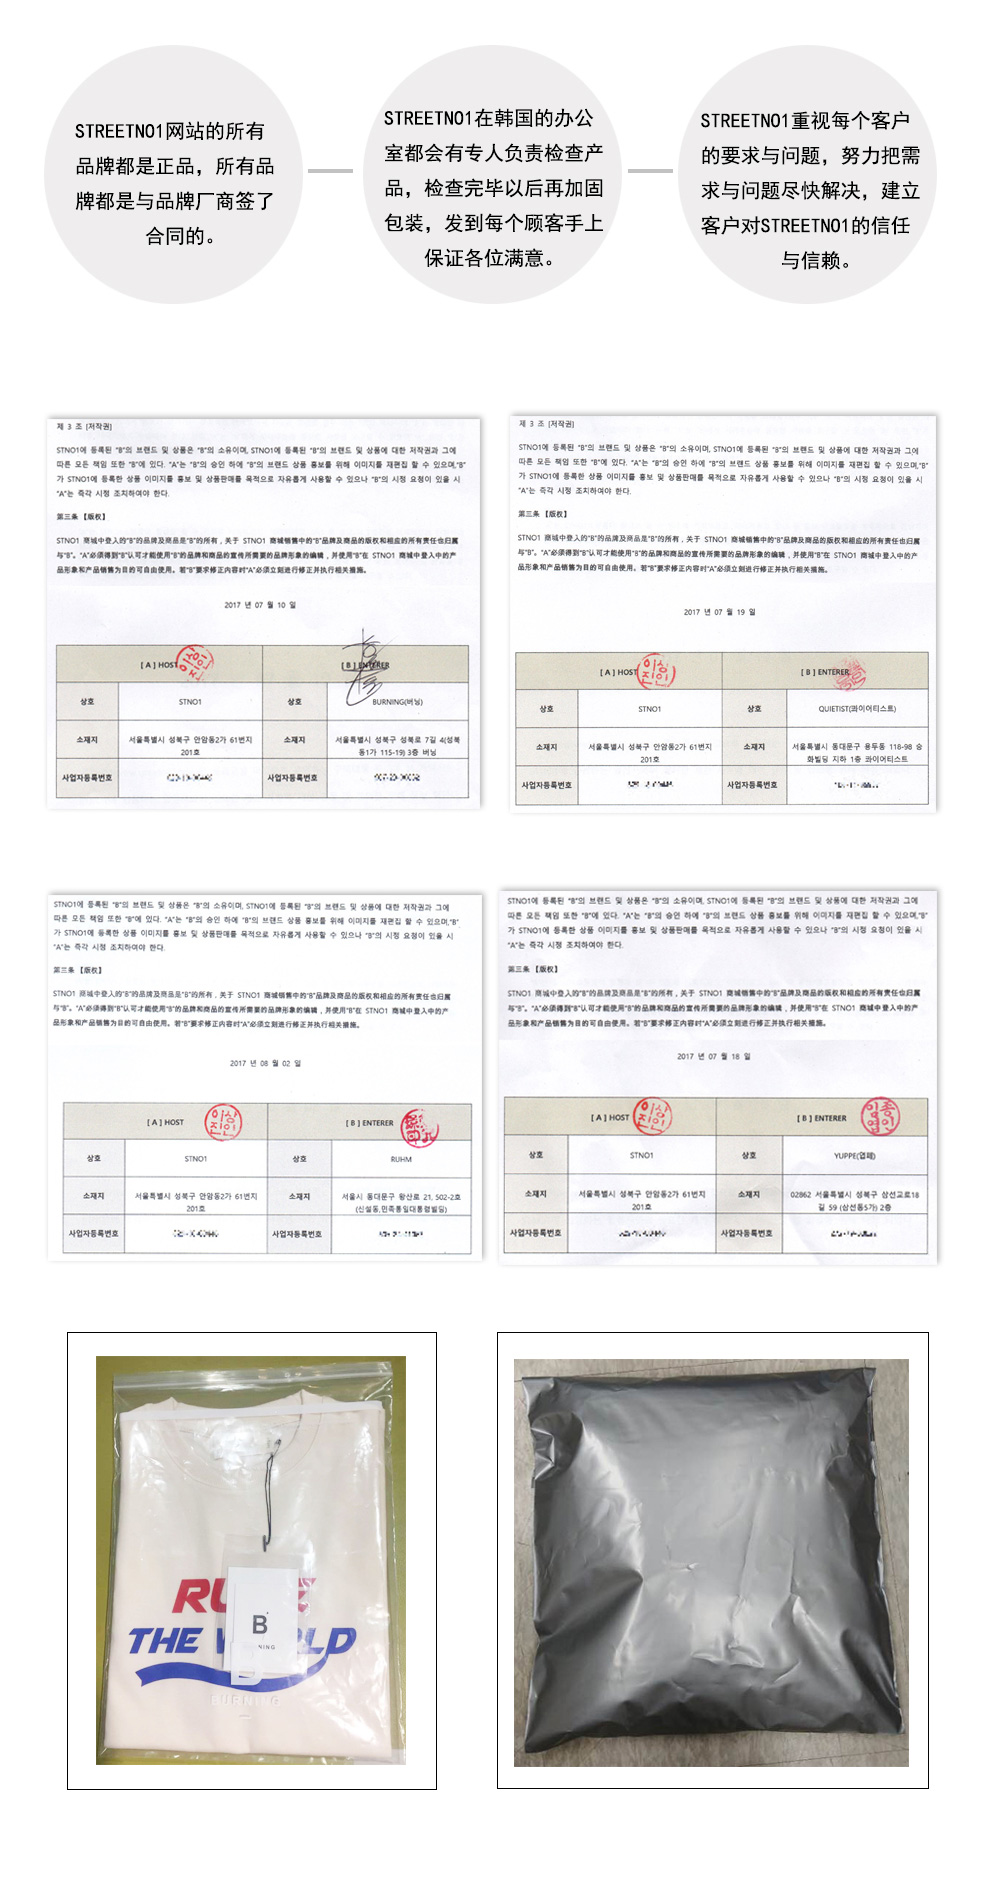 STREETNO1网站的所有
品牌都是正品，所有品
牌都是与品牌厂商签了
合同的。
STREETNO1在韩国的办公
室都会有专人负责检查产
品，检查完毕以后再加固
包装，发到每个顾客手上
保证各位满意。
STREETNO1重视每个客户
的要求与问题，努力把需
求与问题尽快解决，建立
客户对STREETNO1的信任
与信赖。
제 3 조 [저작권]
STNO1에 등록된 "B"의 브랜드 및 상품은 "B"의 소유이며, STNO1에 등록된 "B"의 브랜드 및 상품에 대한 저작권과 그에
따른 모든 책임 또한 "B"에 있다. "A"는 "B"의 승인 하에 "B"의 브랜드 상품 홍보를 위해 이미지를 재편집 할 수 있으며,"B"
가 STNO1에 등록한 상품 이미지를 홍보 및 상품판매를 목적으로 자유롭게 사용할 수 있으나 "B"의 시정 요청이 있을 시
"A"는 즉각 시정 조치하여야 한다.
第三条 【版权】
STNO1 商城中登入的"B"的品牌及商品是"B"的所有，关于 STNO1 商城销售中的"B"品牌及商品的版权和相应的所有责任也归属
与"B"。"A"必须得到"B"认可才能使用"B"的品牌和商品的宣传所需要的品牌形象的编辑，并使用"B"在 STNO1 商城中登入中的产
品形象和产品销售为目的可自由使用。若"B"要求修正内容时"A"必须立刻进行修正并执行相关措施。
2017 년 07 월 10 일
[ A ] HOST
[ B ] ENTERER
상호 STNO1 상호 BURNING(버닝)
소재지 서울특별시 성북구 안암동2가 61번지 201호 소재지 서울특별시 성북구 성북로 7길 4(성북동1가 115-19) 3층 버닝
사업자등록번호 사업자등록번호
제 3 조 [저작권]
STNO1에 등록된 "B"의 브랜드 및 상품은 "B"의 소유이며, STNO1에 등록된 "B"의 브랜드 및 상품에 대한 저작권과 그에
따른 모든 책임 또한 "B"에 있다. "A"는 "B"의 승인 하에 "B"의 브랜드 상품 홍보를 위해 이미지를 재편집 할 수 있으며,"B"
가 STNO1에 등록한 상품 이미지를 홍보 및 상품판매를 목적으로 자유롭게 사용할 수 있으나 "B"의 시정 요청이 있을 시
"A"는 즉각 시정 조치하여야 한다.
第三条 【版权】
STNO1 商城中登入的"B"的品牌及商品是"B"的所有，关于 STNO1 商城销售中的"B"品牌及商品的版权和相应的所有责任也归属
与"B"。"A"必须得到"B"认可才能使用"B"的品牌和商品的宣传所需要的品牌形象的编辑，并使用"B"在 STNO1 商城中登入中的产
品形象和产品销售为目的可自由使用。若"B"要求修正内容时"A"必须立刻进行修正并执行相关措施。
2017 년 07 월 19 일
[ A ] HOST 이상진인
[ B ] ENTERER
상호 STNO1 상호 QUIETIST(콰이어티스트)
소재지 서울특별시 성북구 안암동2가 61번지 201호 소재지 서울특별시 동대문구 용두동 118-98 승화빌딩 지하 1층 콰이어티스트
사업자등록번호 사업자등록번호
STNO1에 등록된 "B"의 브랜드 및 상품은 "B"의 소유이며, STNO1에 등록된 "B"의 브랜드 및 상품에 대한 저작권과 그에
따른 모든 책임 또한 "B"에 있다. "A"는 "B"의 승인 하에 "B"의 브랜드 상품 홍보를 위해 이미지를 재편집 할 수 있으며,"B"
가 STNO1에 등록한 상품 이미지를 홍보 및 상품판매를 목적으로 자유롭게 사용할 수 있으나 "B"의 시정 요청이 있을 시
"A"는 즉각 시정 조치하여야 한다.
第三条 【版权】
STNO1 商城中登入的"B"的品牌及商品是"B"的所有，关于 STNO1 商城销售中的"B"品牌及商品的版权和相应的所有责任也归属
与"B"。"A"必须得到"B"认可才能使用"B"的品牌和商品的宣传所需要的品牌形象的编辑，并使用"B"在 STNO1 商城中登入中的产
品形象和产品销售为目的可自由使用。若"B"要求修正内容时"A"必须立刻进行修正并执行相关措施。
2017 년 08 월 02 일
[ A ] HOST 이상진인
[ B ] ENTERER
상호 STNO1 상호 RUHM
소재지 서울특별시 성북구 안암동2가 61번지 201호 소재지 서울시 동대문구 왕산로 21, 502-2호 (신설동,민족통일대통령빌딩)
사업자등록번호 사업자등록번호
STNO1에 등록된 "B"의 브랜드 및 상품은 "B"의 소유이며, STNO1에 등록된 "B"의 브랜드 및 상품에 대한 저작권과 그에
따른 모든 책임 또한 "B"에 있다. "A"는 "B"의 승인 하에 "B"의 브랜드 상품 홍보를 위해 이미지를 재편집 할 수 있으며,"B"
가 STNO1에 등록한 상품 이미지를 홍보 및 상품판매를 목적으로 자유롭게 사용할 수 있으나 "B"의 시정 요청이 있을 시
"A"는 즉각 시정 조치하여야 한다.
第三条 【版权】
STNO1 商城中登入的"B"的品牌及商品是"B"的所有，关于 STNO1 商城销售中的"B"品牌及商品的版权和相应的所有责任也归属
与"B"。"A"必须得到"B"认可才能使用"B"的品牌和商品的宣传所需要的品牌形象的编辑，并使用"B"在 STNO1 商城中登入中的产
品形象和产品销售为目的可自由使用。若"B"要求修正内容时"A"必须立刻进行修正并执行相关措施。
2017 년 07 월 18 일
[ A ] HOST 이상진인
[ B ] ENTERER 임종엽인
상호 STNO1 상호 YUPPE(엽페)
소재지 서울특별시 성북구 안암동2가 61번지 201호 소재지 02862 서울특별시 성북구 삼선교로18길 59 (삼선동5가) 2층
사업자등록번호 사업자등록번호
THE
B
BURNING